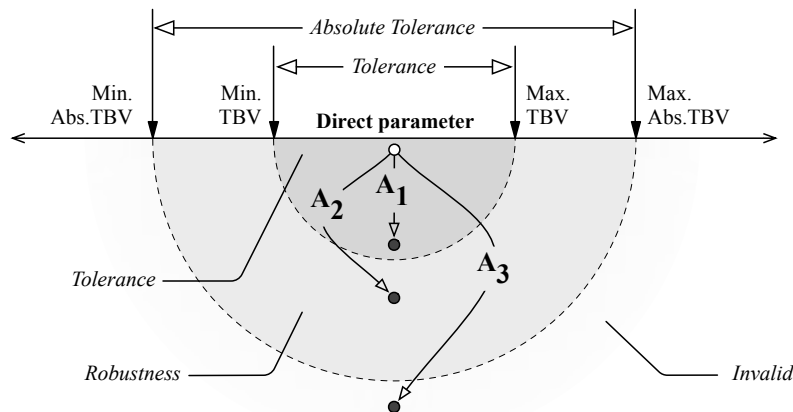 Absolute Tolerance
Tolerance
Min.
Abs.TBV
Min.
TBV
Max.
TBV
Max.
Abs.TBV
Direct parameter
A1
A2
A3
Tolerance
Robustness
Invalid